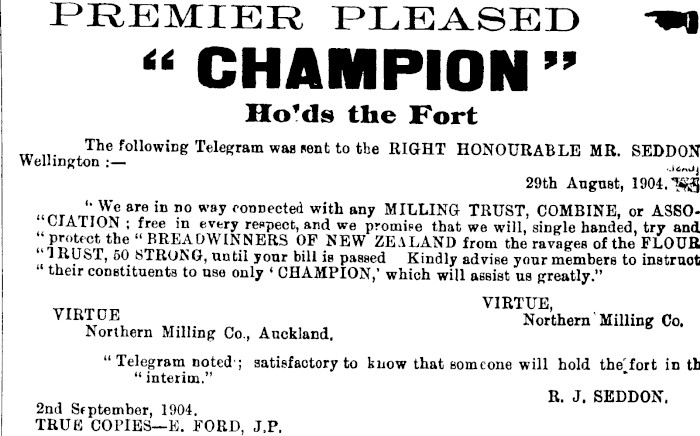 PREMIER PLEASED
“ CHAMPION ”
Ho'ds the Fort
The following Telegram was sent to the RIGHT HONOURABLE MR. SEDDON
Wellington :—
29th August, 1904.
“ We are in no way connected with any MILLING TRUST, COMBINE, or ASSO-
“CIATION ; free in every respect, and we promise that we will, single handed, try and
“ protect the “ BREADWINNERS OF NEW ZEALAND from the ravages of the FLOUR
“TRUST, 50 STRONG, until your bill is passed Kindly advise your members to instruct
“ their constituents to use only ‘ CHAMPION,’ which will assist us greatly.”
VIRTUE,
Northern Milling Co.
VIRTUE
Northern Milling Co., Auckland.
“ Telegram noted ; satisfactory to know that someone will hold the fort in th
“ interim.”
R. J. SEDDON.
2nd September, 1904.
TRUE COPIES—E. FORD, J.P.